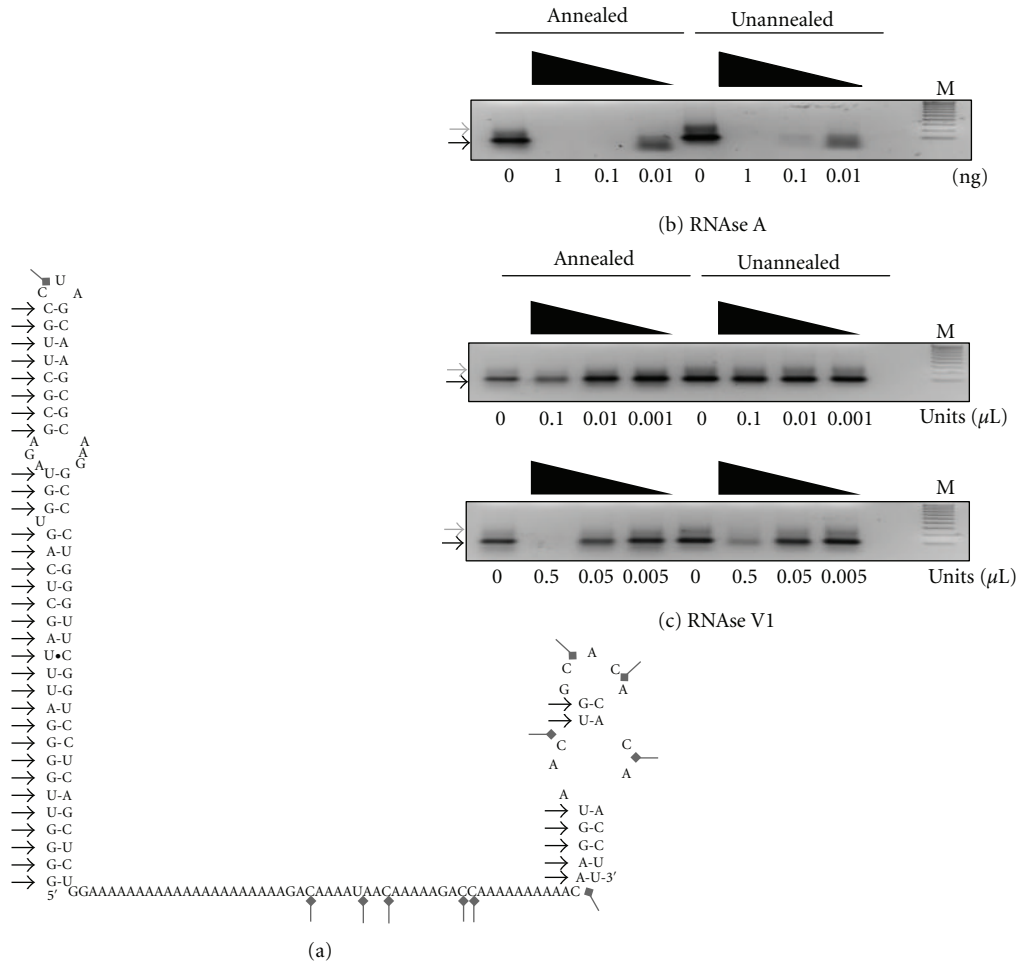 Annealed Unannealed
M
0 1 0.1 0.01 0 1 0.1 0.01 (ng)
(b) RNAse A
Annealed Unannealed
M
0 0.1 0.01 0.001 0 0.1 0.01 0.001 Units (μL)
M
0 0.5 0.05 0.005 0 0.5 0.05 0.005 Units (μL)
(c) RNAse V1
U
C A
C-G
G-C
U-A
U-A
C-G
G-C
C-G
G-C
A A
G A
A G
U-G
G-C
G-C
U
G-C
A-U
C-G
U-G
C-G
G-U
A-U
U•C
U-G
U-G
A-U
G-C
G-C
G-U
G-C
U-A
U-G
G-C
G-U
G-C
G-U
5′
A
C C
G A
G-C
U-A
C C
A A
A
U-A
G-C
G-C
A-U
A-U-3′
GGAAAAAAAAAAAAAAAAAAAAAAGACAAAAUAACAAAAAGACCAAAAAAAAAAC
(a)